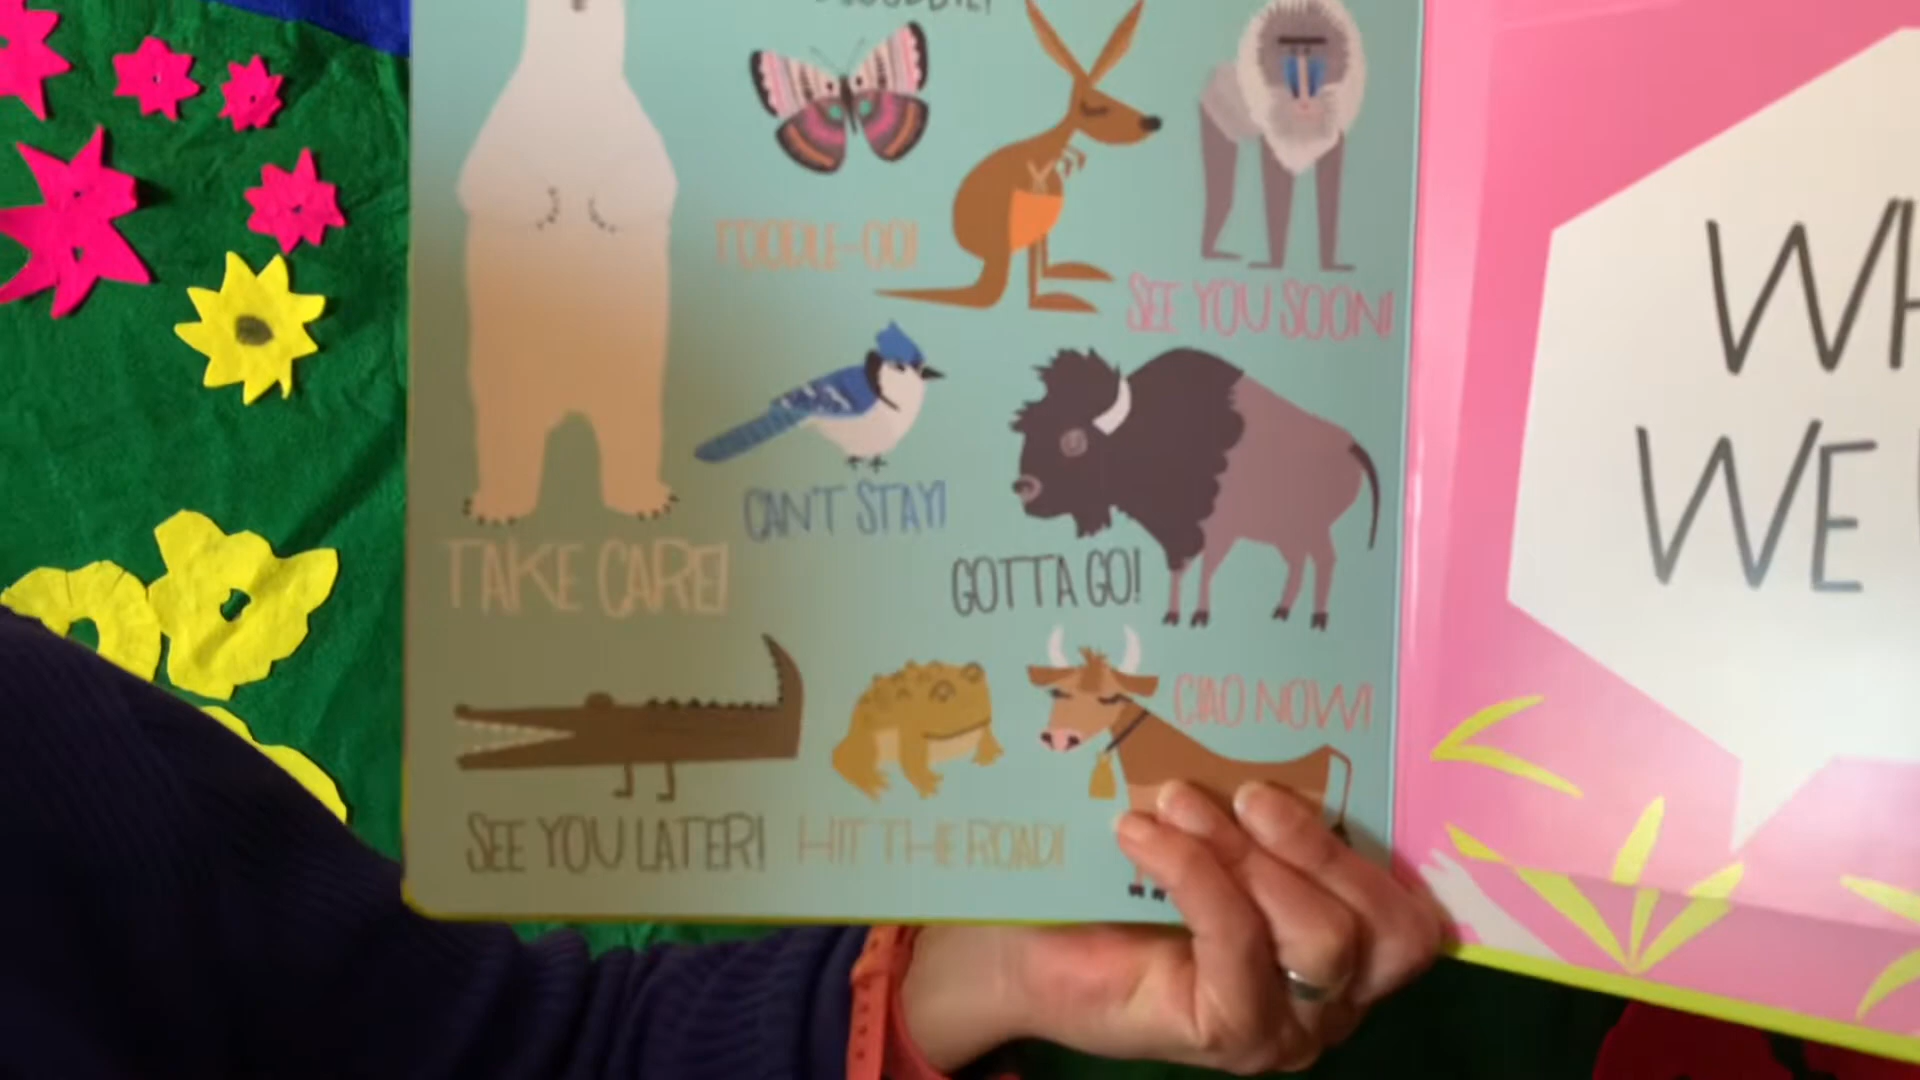 TOODLE-OO!
SEE YOU SOON!
CAN'T STAY!
TAKE CARE!
GOTTA GO!
CIAO NOW!
SEE YOU LATER!
HIT THE ROAD!
WE